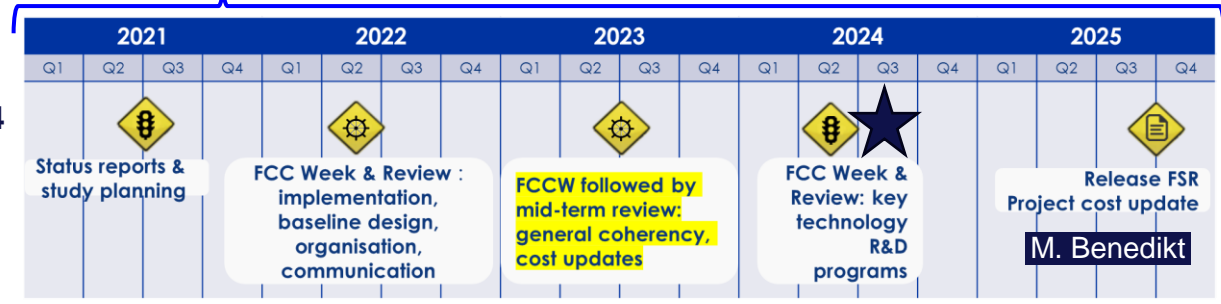 2021 2022 2023 2024 2025
Q1 Q2 Q3 Q4 Q1 Q2 Q3 Q4 Q1 Q2 Q3 Q4 Q1 Q2 Q3 Q4 Q1 Q2 Q3 Q4
4
Status reports &
study planning
FCC Week & Review :
implementation,
baseline design,
organisation,
communication
FCCW followed by
mid-term review:
general coherency,
cost updates
FCC Week &
Review: key
technology
R&D
programs
Release FSR
Project cost update
M. Benedikt